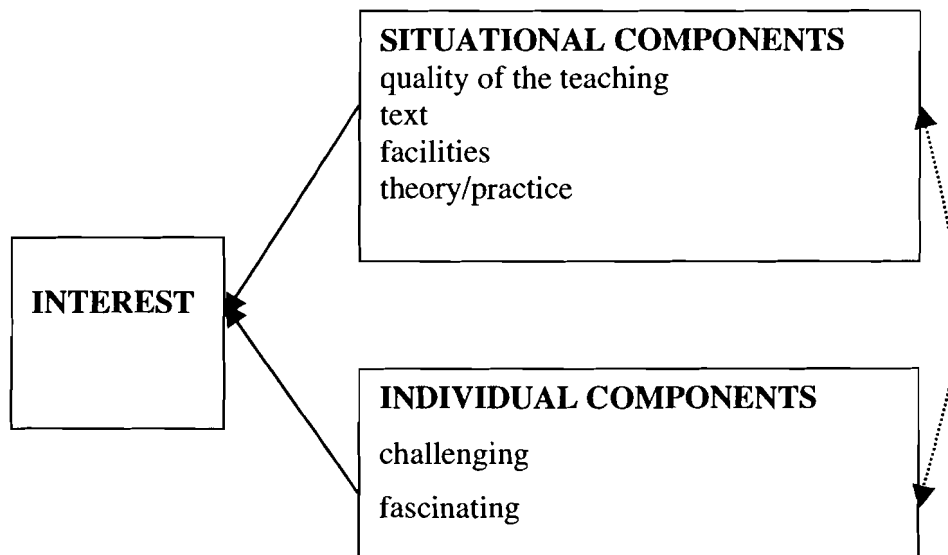 SITUATIONAL COMPONENTS
quality of the teaching
text
facilities
theory/practice
INTEREST
INDIVIDUAL COMPONENTS
challenging
fascinating